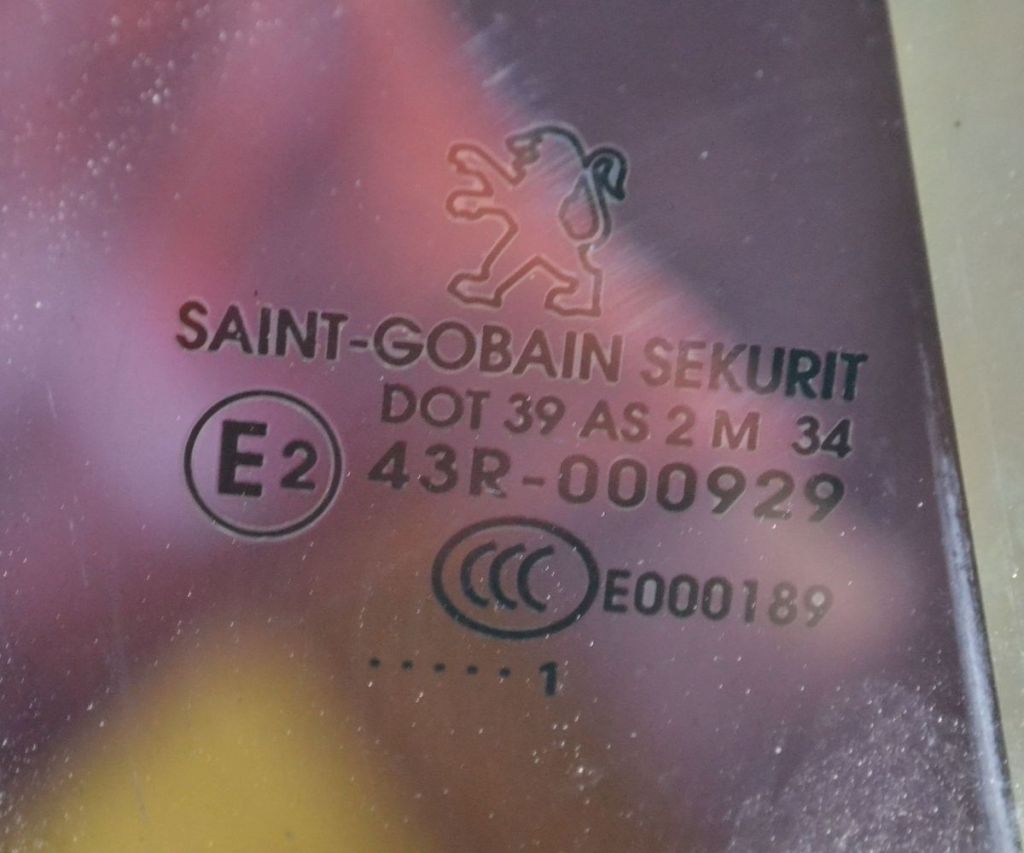 SAINT-GOBAIN SEKURIT
DOT 39 AS 2 M 34
E2 43R-000929
CCC E000189
.....1